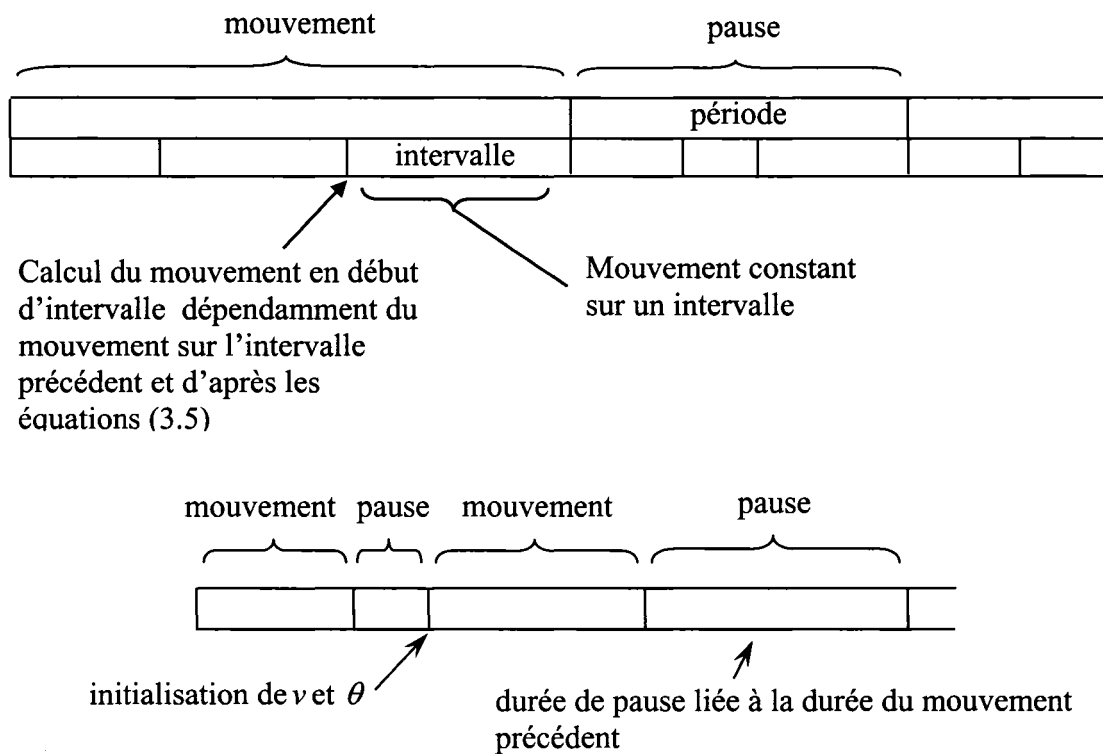 mouvement
pause
période
intervalle
Calcul du mouvement en début
d'intervalle dépendamment du
mouvement sur l'intervalle
précédent et d'après les
équations (3.5)
Mouvement constant
sur un intervalle
mouvement pause mouvement pause
initialisation de v et θ
durée de pause liée à la durée du mouvement
précédent